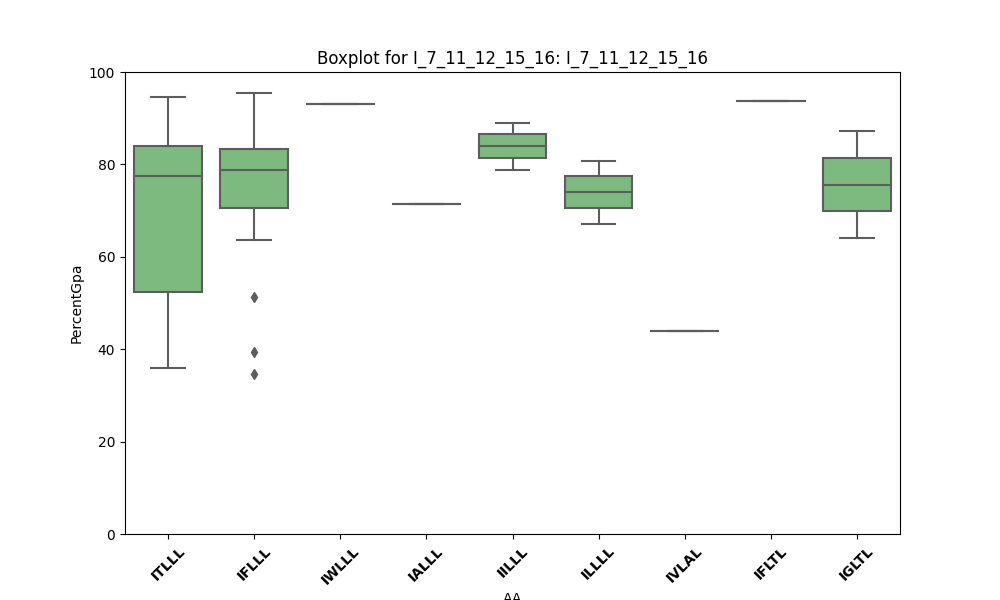 Boxplot for I_7_11_12_15_16: I_7_11_12_15_16
100
80
60
40
20
0
PercentGpa
ITLLL
IFLLL
IWLLL
IALLL
IILLL
ILLLL
IVLAL
IFLTL
IGLTL
AA